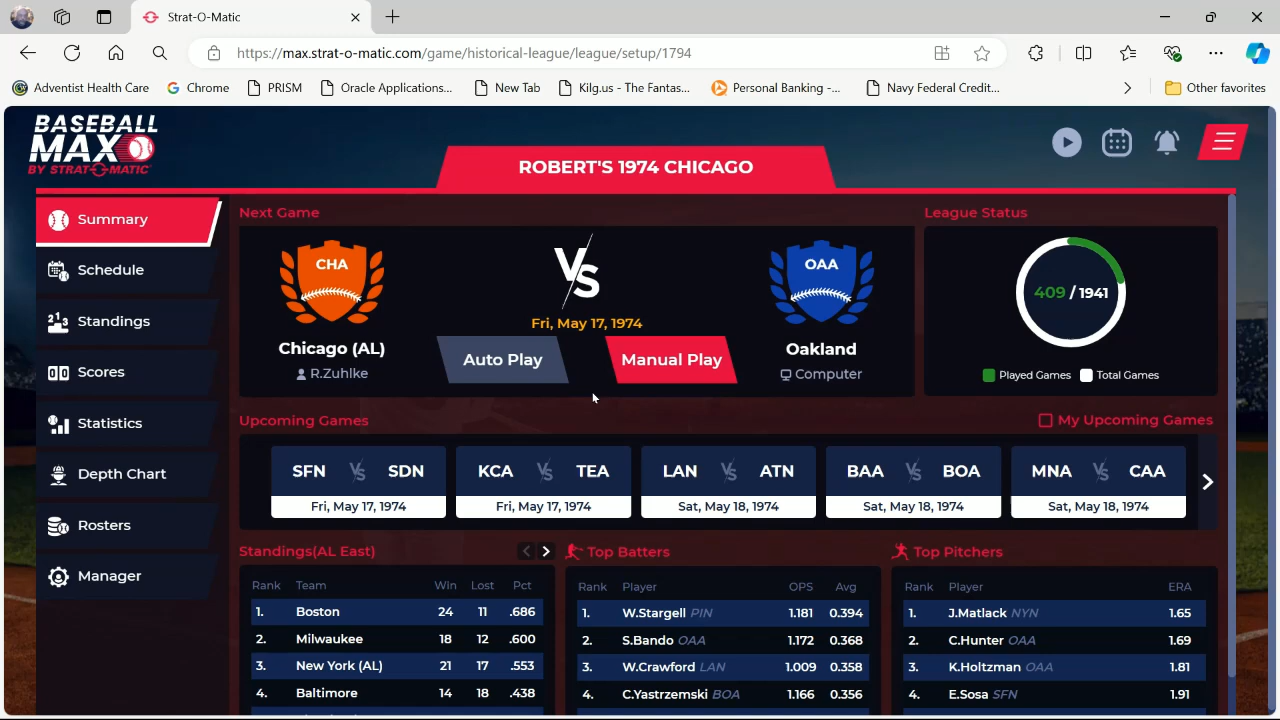 Strat-O-Matic
https://max.strat-o-matic.com/game/historical-league/league/setup/1794
Adventist Health Care
Chrome
PRISM
Oracle Applications...
New Tab
Kilg.us - The Fantas...
Personal Banking -...
Navy Federal Credit...
Other favorites
BASEBALL
MAX
BY STRAT-O-MATIC
ROBERT'S 1974 CHICAGO
Summary
Schedule
Standings
Scores
Statistics
Depth Chart
Rosters
Manager
Next Game
CHA
VS
OAA
Fri, May 17, 1974
Chicago (AL)
Auto Play
Manual Play
Oakland
R.Zuhlke
Computer
League Status
409 / 1941
Played Games
Total Games
Upcoming Games
My Upcoming Games
SFN VS SDN
Fri, May 17, 1974
KCA VS TEA
Fri, May 17, 1974
LAN VS ATN
Sat, May 18, 1974
BAA VS BOA
Sat, May 18, 1974
MNA VS CAA
Sat, May 18, 1974
Standings(AL East)
Rank Team Win Lost Pct
1. Boston 24 11 .686
2. Milwaukee 18 12 .600
3. New York (AL) 21 17 .553
4. Baltimore 14 18 .438
Top Batters
Rank Player OPS Avg
1. W.Stargell PIN 1.181 0.394
2. S.Bando OAA 1.172 0.368
3. W.Crawford LAN 1.009 0.358
4. C.Yastrzemski BOA 1.166 0.356
Top Pitchers
Rank Player ERA
1. J.Matlack NYN 1.65
2. C.Hunter OAA 1.69
3. K.Holtzman OAA 1.81
4. E.Sosa SFN 1.91